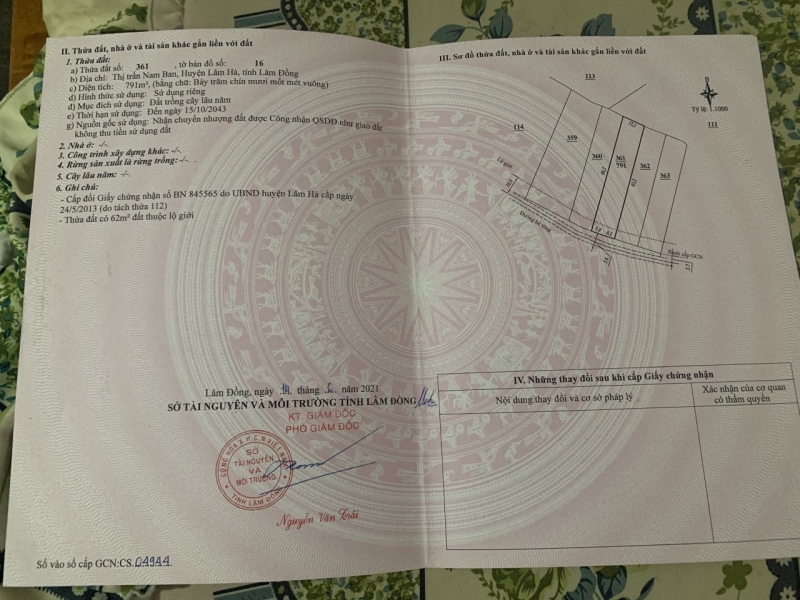 II. Thửa đất, nhà ở và tài sản khác gắn liền với đất
1. Thửa đất:
a) Thửa đất số: 361 , tờ bản đồ số: 16
b) Địa chỉ: Thị trấn Nam Ban, Huyện Lâm Hà, tỉnh Lâm Đồng
c) Diện tích: 791m², (bằng chữ: Bảy trăm chín mươi mốt mét vuông)
d) Hình thức sử dụng: Sử dụng riêng
đ) Mục đích sử dụng: Đất trồng cây lâu năm
e) Thời hạn sử dụng: Đến ngày 15/10/2043
g) Nguồn gốc sử dụng: Nhận chuyển nhượng đất được Công nhận QSDĐ như giao đất
không thu tiền sử dụng đất
2. Nhà ở: -/-
3. Công trình xây dựng khác: -/-
4. Rừng sản xuất là rừng trồng: -/-
5. Cây lâu năm: -/-
6. Ghi chú:
- Cấp đổi Giấy chứng nhận số BN 845565 do UBND huyện Lâm Hà cấp ngày
24/5/2013 (do tách thửa 112)
- Thửa đất có 62m² đất thuộc lộ giới
Lâm Đồng, ngày 14 tháng 6 năm 2021
SỞ TÀI NGUYÊN VÀ MÔI TRƯỜNG TỈNH LÂM ĐỒNG
KT. GIÁM ĐỐC
PHÓ GIÁM ĐỐC
CỘNG HÒA X.H.C.N VIỆT NAM
SỞ
TÀI NGUYÊN
VÀ
MÔI TRƯỜNG
TỈNH LÂM ĐỒNG
Nguyễn Văn Trãi
Số vào sổ cấp GCN:CS.04944
III. Sơ đồ thửa đất, nhà ở và tài sản khác gắn liền với đất
113
B
Tỷ lệ 1:1000
111
114
359
360
361
791
362
363
Lộ giới
Đường bê tông
Ranh cấp GCN
IV. Những thay đổi sau khi cấp Giấy chứng nhận
Nội dung thay đổi và cơ sở pháp lý
Xác nhận của cơ quan
có thẩm quyền